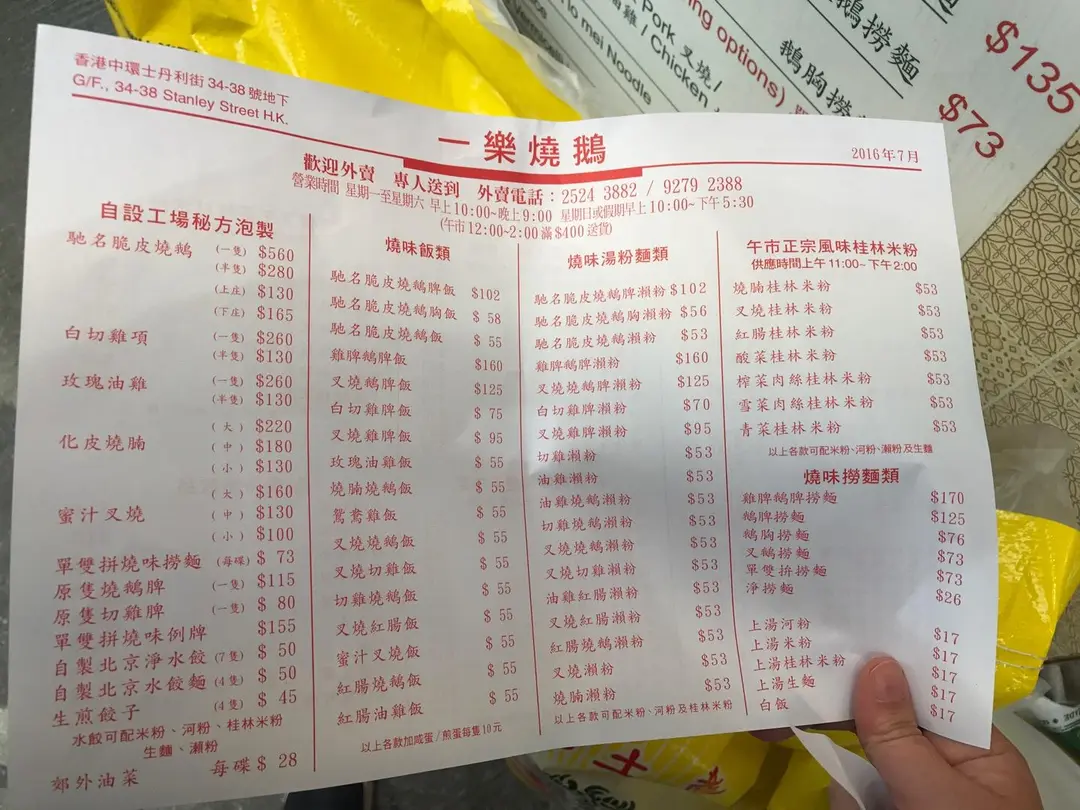 香港中環士丹利街 34-38 號地下
G/F., 34-38 Stanley Street H.K.
一樂燒鵝
2016年7月
歡迎外賣 專人送到 外賣電話：2524 3882 / 9279 2388
營業時間 星期一至星期六 早上10:00~晚上9:00 星期日或假期早上10:00~下午5:30
(午市12:00~2:00滿$400送貨)
自設工場秘方泡製
馳名脆皮燒鵝 (一隻) $560
(半隻) $280
(上庄) $130
(下庄) $165
白切雞項 (一隻) $260
(半隻) $130
玫瑰油雞 (一隻) $260
(半隻) $130
化皮燒腩 (大) $220
(中) $180
(小) $130
蜜汁叉燒 (大) $160
(中) $130
(小) $100
單雙拼燒味撈麵 (每碟) $ 73
原隻燒鵝脾 (一隻) $115
原隻切雞脾 (一隻) $ 80
單雙拼燒味例牌 $155
自製北京淨水餃 (7隻) $ 50
自製北京水餃麵 (4隻) $ 50
生煎餃子 (4隻) $ 45
水餃可配米粉、河粉、桂林米粉
生麵、瀨粉
郊外油菜 每碟 $ 28
燒味飯類
馳名脆皮燒鵝脾飯 $102
馳名脆皮燒鵝胸飯 $ 58
馳名脆皮燒鵝飯 $ 55
雞脾鵝脾飯 $160
叉燒鵝脾飯 $125
白切雞脾飯 $ 75
叉燒雞脾飯 $ 95
玫瑰油雞飯 $ 55
燒腩燒鵝飯 $ 55
鴛鴦雞飯 $ 55
叉燒燒鵝飯 $ 55
叉燒切雞飯 $ 55
切雞燒鵝飯 $ 55
叉燒紅腸飯 $ 55
蜜汁叉燒飯 $ 55
紅腸燒鵝飯 $ 55
紅腸油雞飯 $ 55
以上各款加咸蛋/煎蛋每隻10元
燒味湯粉麵類
馳名脆皮燒鵝脾瀨粉 $102
馳名脆皮燒鵝胸瀨粉 $56
馳名脆皮燒鵝瀨粉 $53
雞脾鵝脾瀨粉 $160
叉燒燒鵝脾瀨粉 $125
白切雞脾瀨粉 $70
叉燒雞脾瀨粉 $95
切雞瀨粉 $53
油雞瀨粉 $53
油雞燒鵝瀨粉 $53
切雞燒鵝瀨粉 $53
叉燒燒鵝瀨粉 $53
叉燒切雞瀨粉 $53
油雞紅腸瀨粉 $53
叉燒紅腸瀨粉 $53
紅腸燒鵝瀨粉 $53
叉燒瀨粉 $53
燒腩瀨粉 $53
以上各款可配米粉、河粉及桂林米粉
午市正宗風味桂林米粉
供應時間上午11:00~下午2:00
燒腩桂林米粉 $53
叉燒桂林米粉 $53
紅腸桂林米粉 $53
酸菜桂林米粉 $53
榨菜肉絲桂林米粉 $53
雪菜肉絲桂林米粉 $53
青菜桂林米粉 $53
以上各款可配米粉、河粉、瀨粉及生麵
燒味撈麵類
雞脾鵝脾撈麵 $170
鵝脾撈麵 $125
鵝胸撈麵 $76
叉鵝撈麵 $73
單雙拚撈麵 $73
淨撈麵 $26
上湯河粉 $17
上湯米粉 $17
上湯桂林米粉 $17
上湯生麵 $17
白飯 $17
鵝撈麵 $135
鵝胸撈 $73
ing options)
Pork 叉燒/
油雞 / Chicken
lo mei Noodle